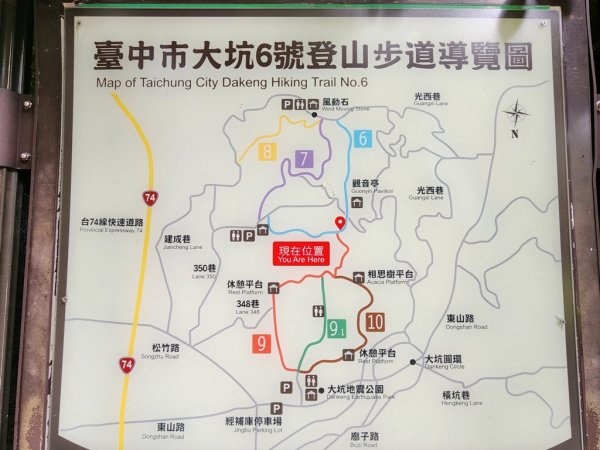 臺中市大坑6號登山步道導覽圖
Map of Taichung City Dakeng Hiking Trail No.6
P
風動石
Wind Moving Stone
光西巷
Guangxi Lane
N
8
7
6
觀音亭
Guanyin Pavilion
光西巷
Guangxi Lane
74
台74線快速道路
Provincial Expressway 74
建成巷
Jiancheng Lane
P
現在位置
You Are Here
350巷
Lane 350
休憩平台
Rest Platform
相思樹平台
Acacia Platform
348巷
Lane 348
9
9.1
10
東山路
Dongshan Road
松竹路
Songzhu Road
74
休憩平台
Rest Platform
大坑圓環
Dankeng Circle
P
大坑地震公園
Dankeng Earthquake Park
橫坑巷
Hengkeng Lane
P
經補庫停車場
Jingbu Parking Lot
東山路
Dongshan Road
廍子路
Buzi Road